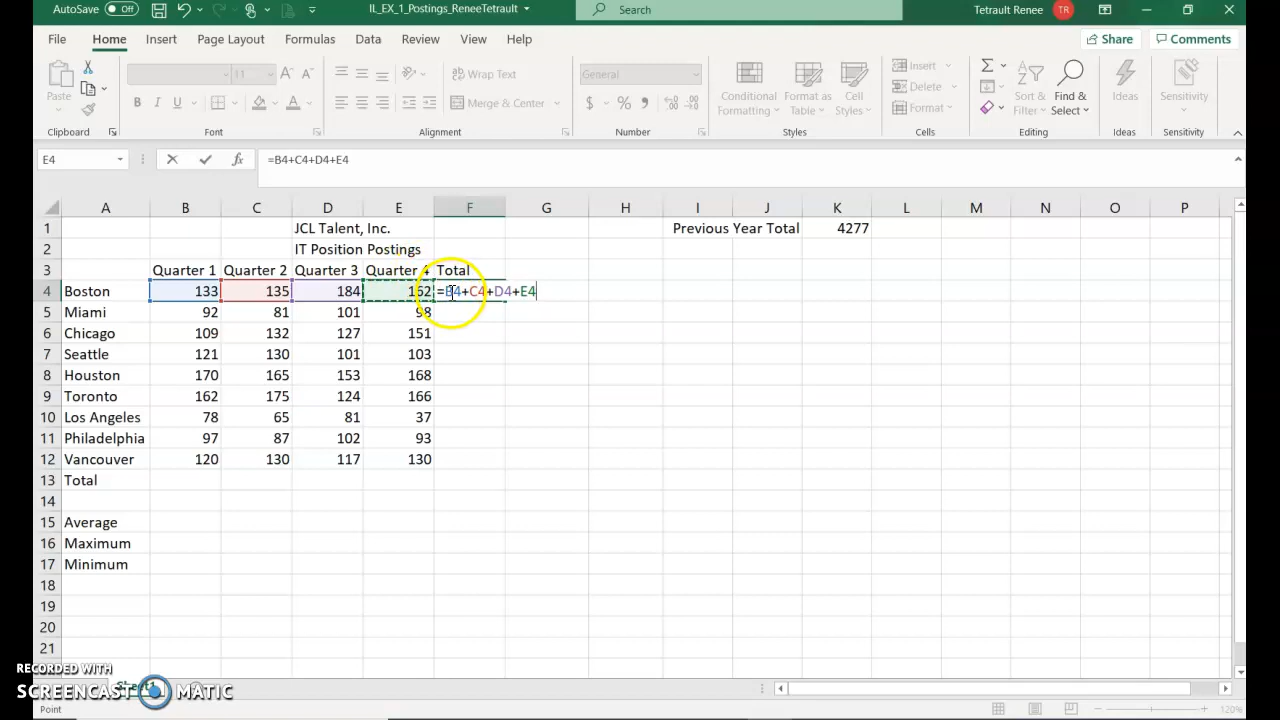 AutoSave Off IL_EX_1_Postings_ReneeTetrault Search Tetrault Renee TR
File Home Insert Page Layout Formulas Data Review View Help Share Comments
Paste
11
B I U
Wrap Text
Merge & Center
General
$ %
Conditional Formatting
Format as Table
Cell Styles
Insert
Delete
Format
Sort & Filter
Find & Select
Ideas
Sensitivity
Clipboard Font Alignment Number Styles Cells Editing Ideas Sensitivity
E4 fx =B4+C4+D4+E4
A B C D E F G H I J K L M N O P
1 JCL Talent, Inc. Previous Year Total 4277
2 IT Position Postings
3 Quarter 1 Quarter 2 Quarter 3 Quarter 4 Total
4 Boston 133 135 184 162 =B4+C4+D4+E4
5 Miami 92 81 101 98
6 Chicago 109 132 127 151
7 Seattle 121 130 101 103
8 Houston 170 165 153 168
9 Toronto 162 175 124 166
10 Los Angeles 78 65 81 37
11 Philadelphia 97 87 102 93
12 Vancouver 120 130 117 130
13 Total
14
15 Average
16 Maximum
17 Minimum
18
19
20
21
RECORDED WITH
SCREENCAST MATIC
Point 120%